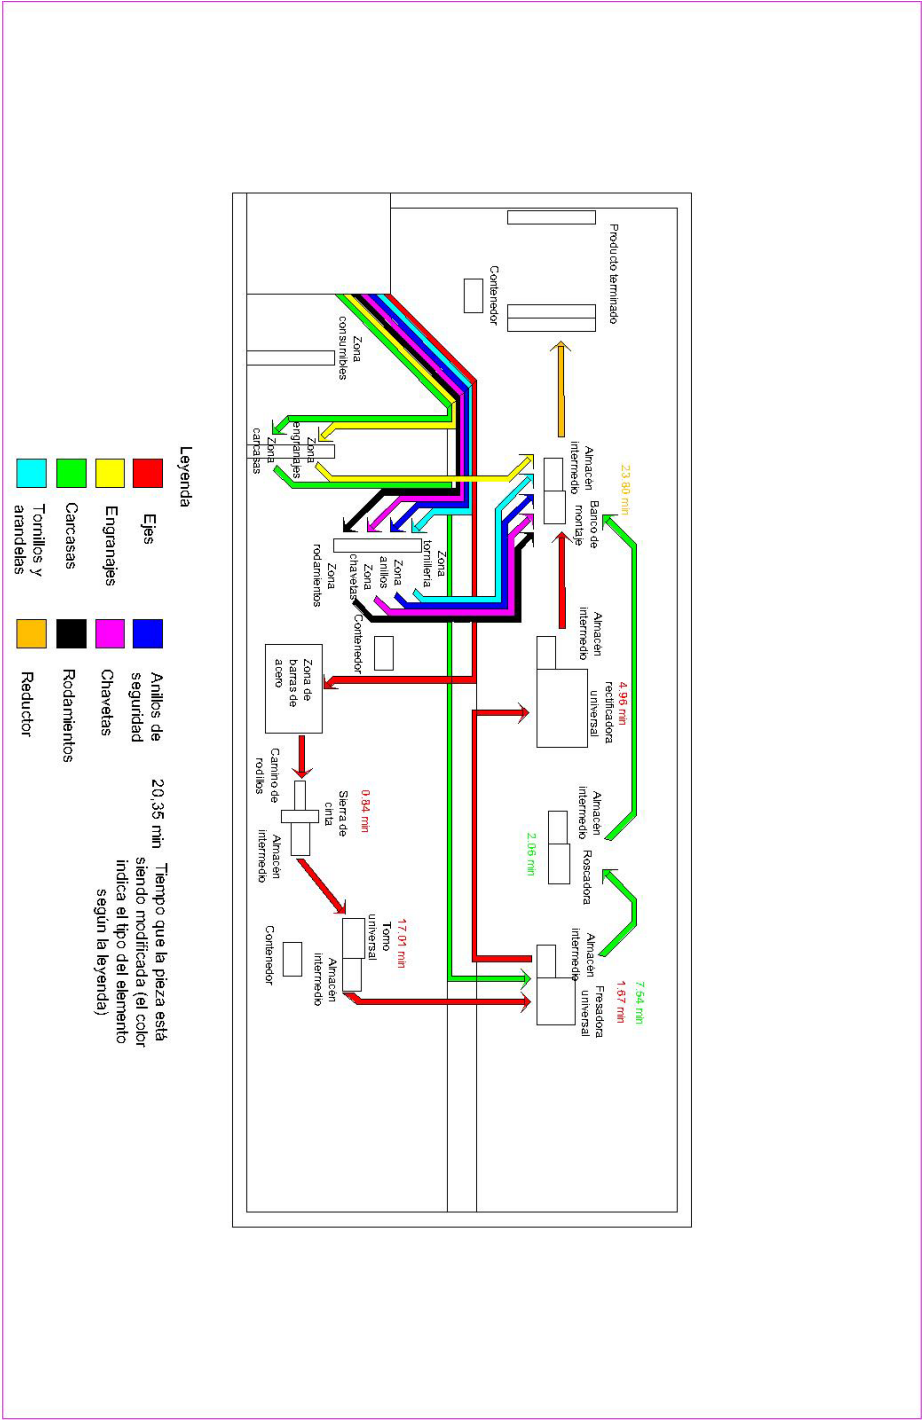 Producto terminado
Contenedor
23.80 min
Almacén
intermedio
Banco de
montaje
Almacén
intermedio
4.96 min
rectificadora
universal
Almacén
intermedio
Roscadora
2.06 min
Almacén
intermedio
7.54 min
1.67 min
Fresadora
universal
Zona
consumibles
Zona
engranajes
Zona
carcasas
Zona
tornilleria
Zona
anillos
Zona
chavetas
Zona
rodamientos
Contenedor
Zona de
barras de
acero
Camino de
rodillos
0.84 min
Sierra de
cinta
Almacén
intermedio
17.01 min
Torno
universal
Almacén
intermedio
Contenedor
Leyenda
Ejes
Engranajes
Carcasas
Tornillos y
arandelas
Anillos de
seguridad
Chavetas
Rodamientos
Reductor
20,35 min
Tiempo que la pieza está
siendo modificada (el color
indica el tipo del elemento
según la leyenda)